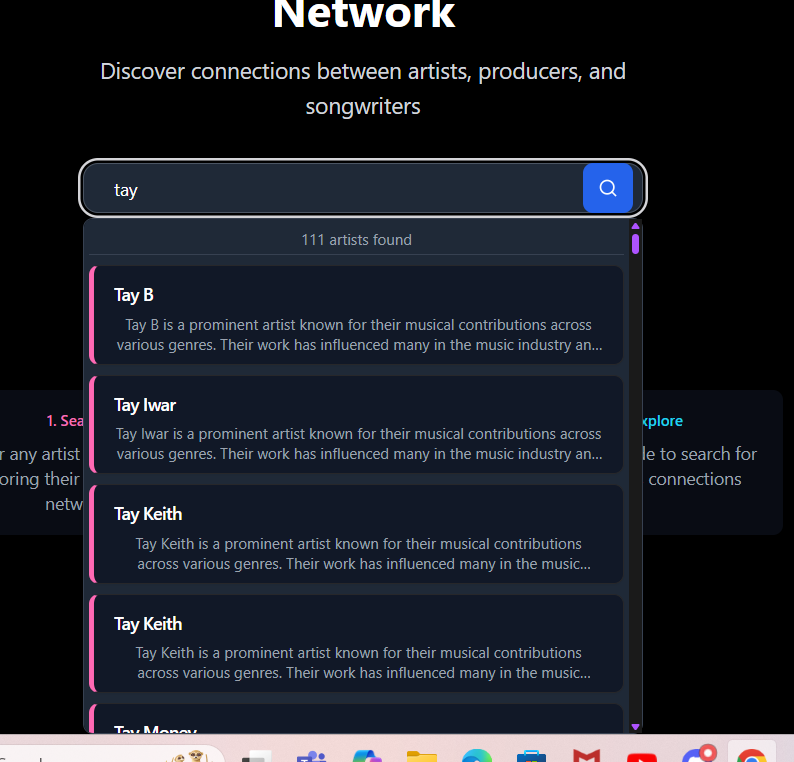 Network
Discover connections between artists, producers, and
songwriters
tay
111 artists found
Tay B
Tay B is a prominent artist known for their musical contributions across
various genres. Their work has influenced many in the music industry an...
Tay Iwar
Tay Iwar is a prominent artist known for their musical contributions across
various genres. Their work has influenced many in the music industry an...
1. Sea
xplore
r any artist
le to search for
oring their
connections
netw
Tay Keith
Tay Keith is a prominent artist known for their musical contributions
across various genres. Their work has influenced many in the music...
Tay Keith
Tay Keith is a prominent artist known for their musical contributions
across various genres. Their work has influenced many in the music...
Tay Money